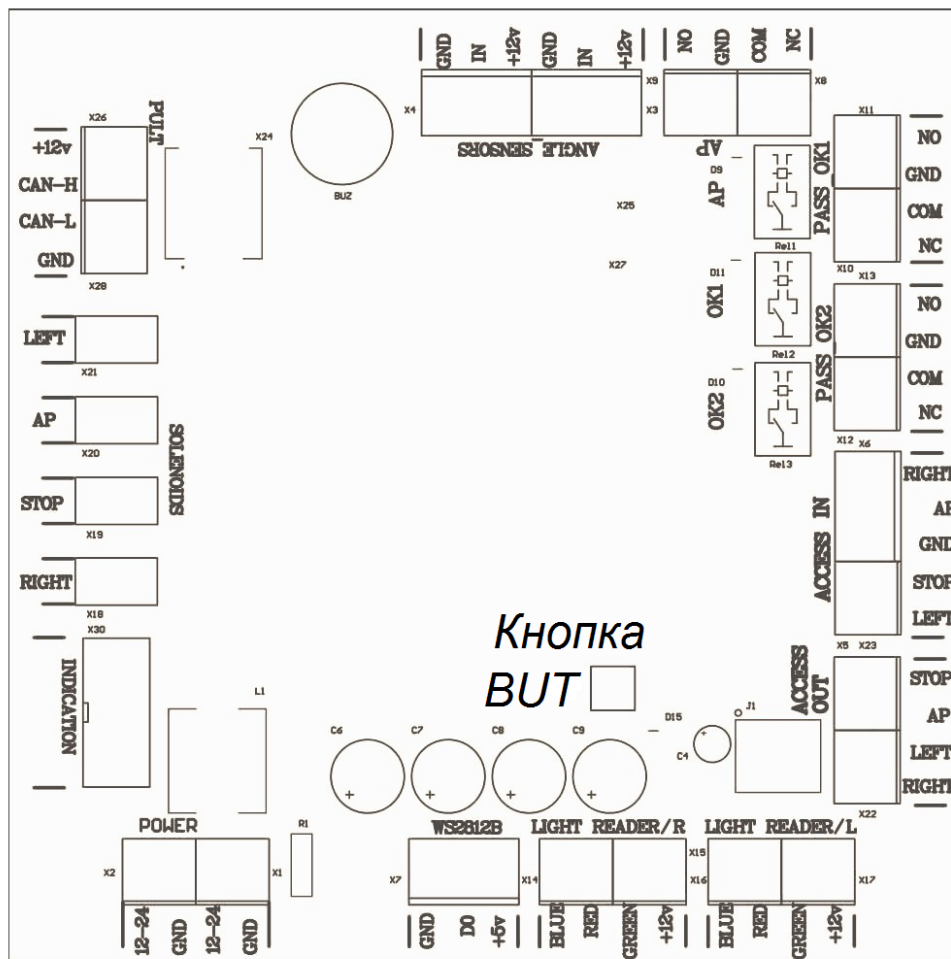 GND IN +12v GND IN +12v
NO GND COM NC
X4
X9
X3
X8
ANGLE_SENSORS
AP
X26
PULT
X24
+12v
CAN-H
CAN-L
GND
X28
BUZ
X25
X27
D9
AP
Rel1
D11
OK1
Rel2
D10
OK2
Rel3
X11
PASS_OK1
NO
GND
COM
NC
X10
X13
PASS_OK2
NO
GND
COM
NC
X12
X6
ACCESS IN
RIGHT
AP
GND
STOP
LEFT
X5
X23
ACCESS
OUT
STOP
AP
LEFT
RIGHT
X22
LEFT
X21
AP
X20
STOP
X19
RIGHT
X18
SOLENOIDS
X30
INDICATION
L1
Кнопка
BUT
C6
C7
C8
C9
D15
C4
J1
POWER
X2
X1
R1
12-24 GND 12-24 GND
WS2812B
X7
X14
GND DO +5v
LIGHT READER/R
X15
X16
BLUE RED GREEN +12v
LIGHT READER/L
X17
BLUE RED GREEN +12v